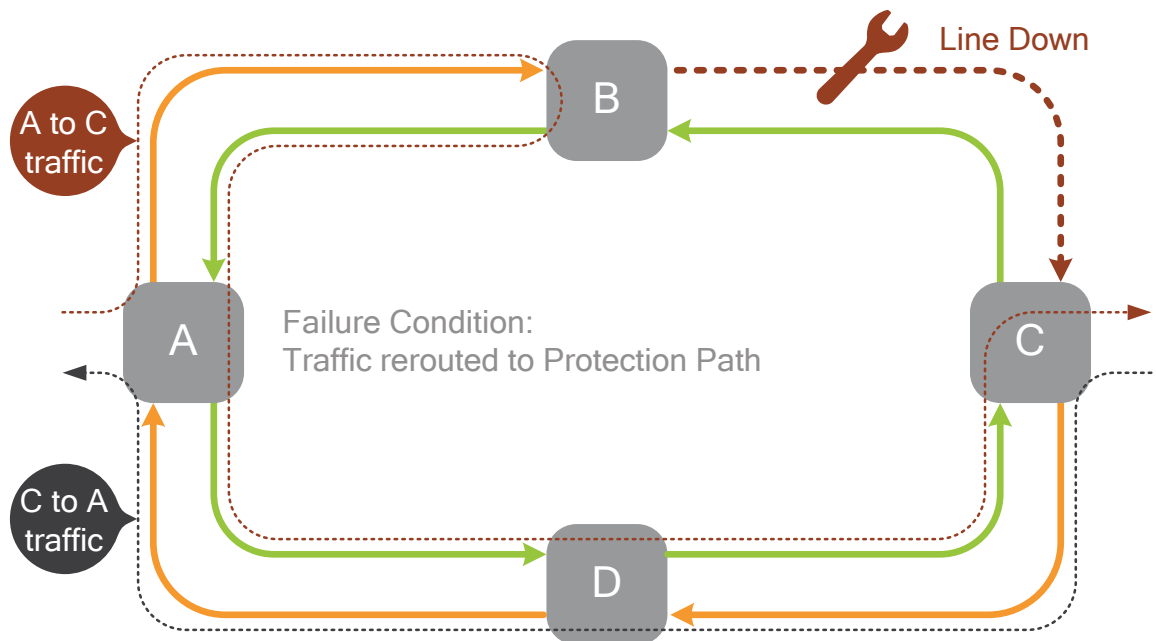 Line Down
B
A to C
traffic
A
Failure Condition:
Traffic rerouted to Protection Path
C
C to A
traffic
D